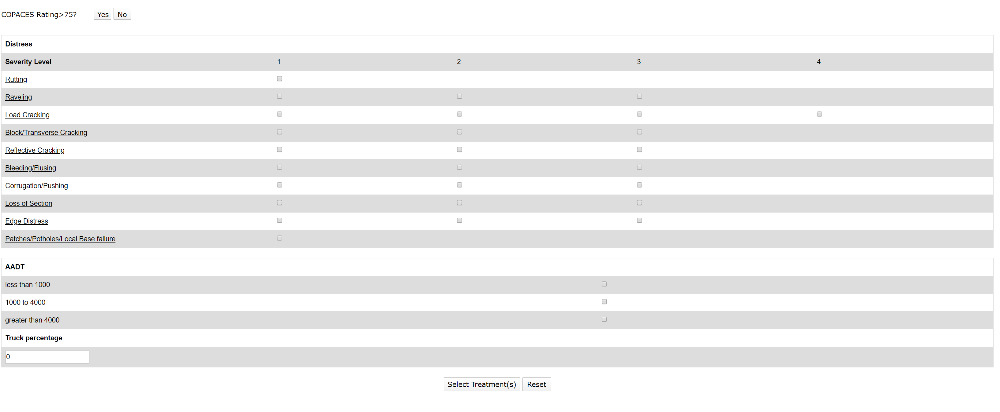 COPACES Rating>75? Yes No
Distress
Severity Level 1 2 3 4
Rutting
Raveling
Load Cracking
Block/Transverse Cracking
Reflective Cracking
Bleeding/Flusing
Corrugation/Pushing
Loss of Section
Edge Distress
Patches/Potholes/Local Base failure
AADT
less than 1000
1000 to 4000
greater than 4000
Truck percentage
0
Select Treatment(s) Reset